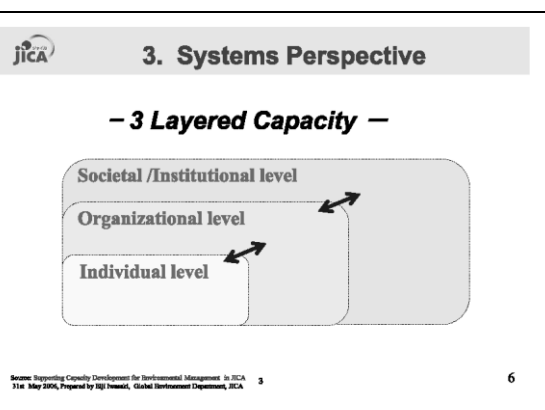 jica
3. Systems Perspective
– 3 Layered Capacity –
Societal /Institutional level
Organizational level
Individual level
Source: Supporting Capacity Development for Environmental Management in JICA
31st May 2006, Prepared by Eiji Iwasaki, Global Environment Department, JICA
3
6